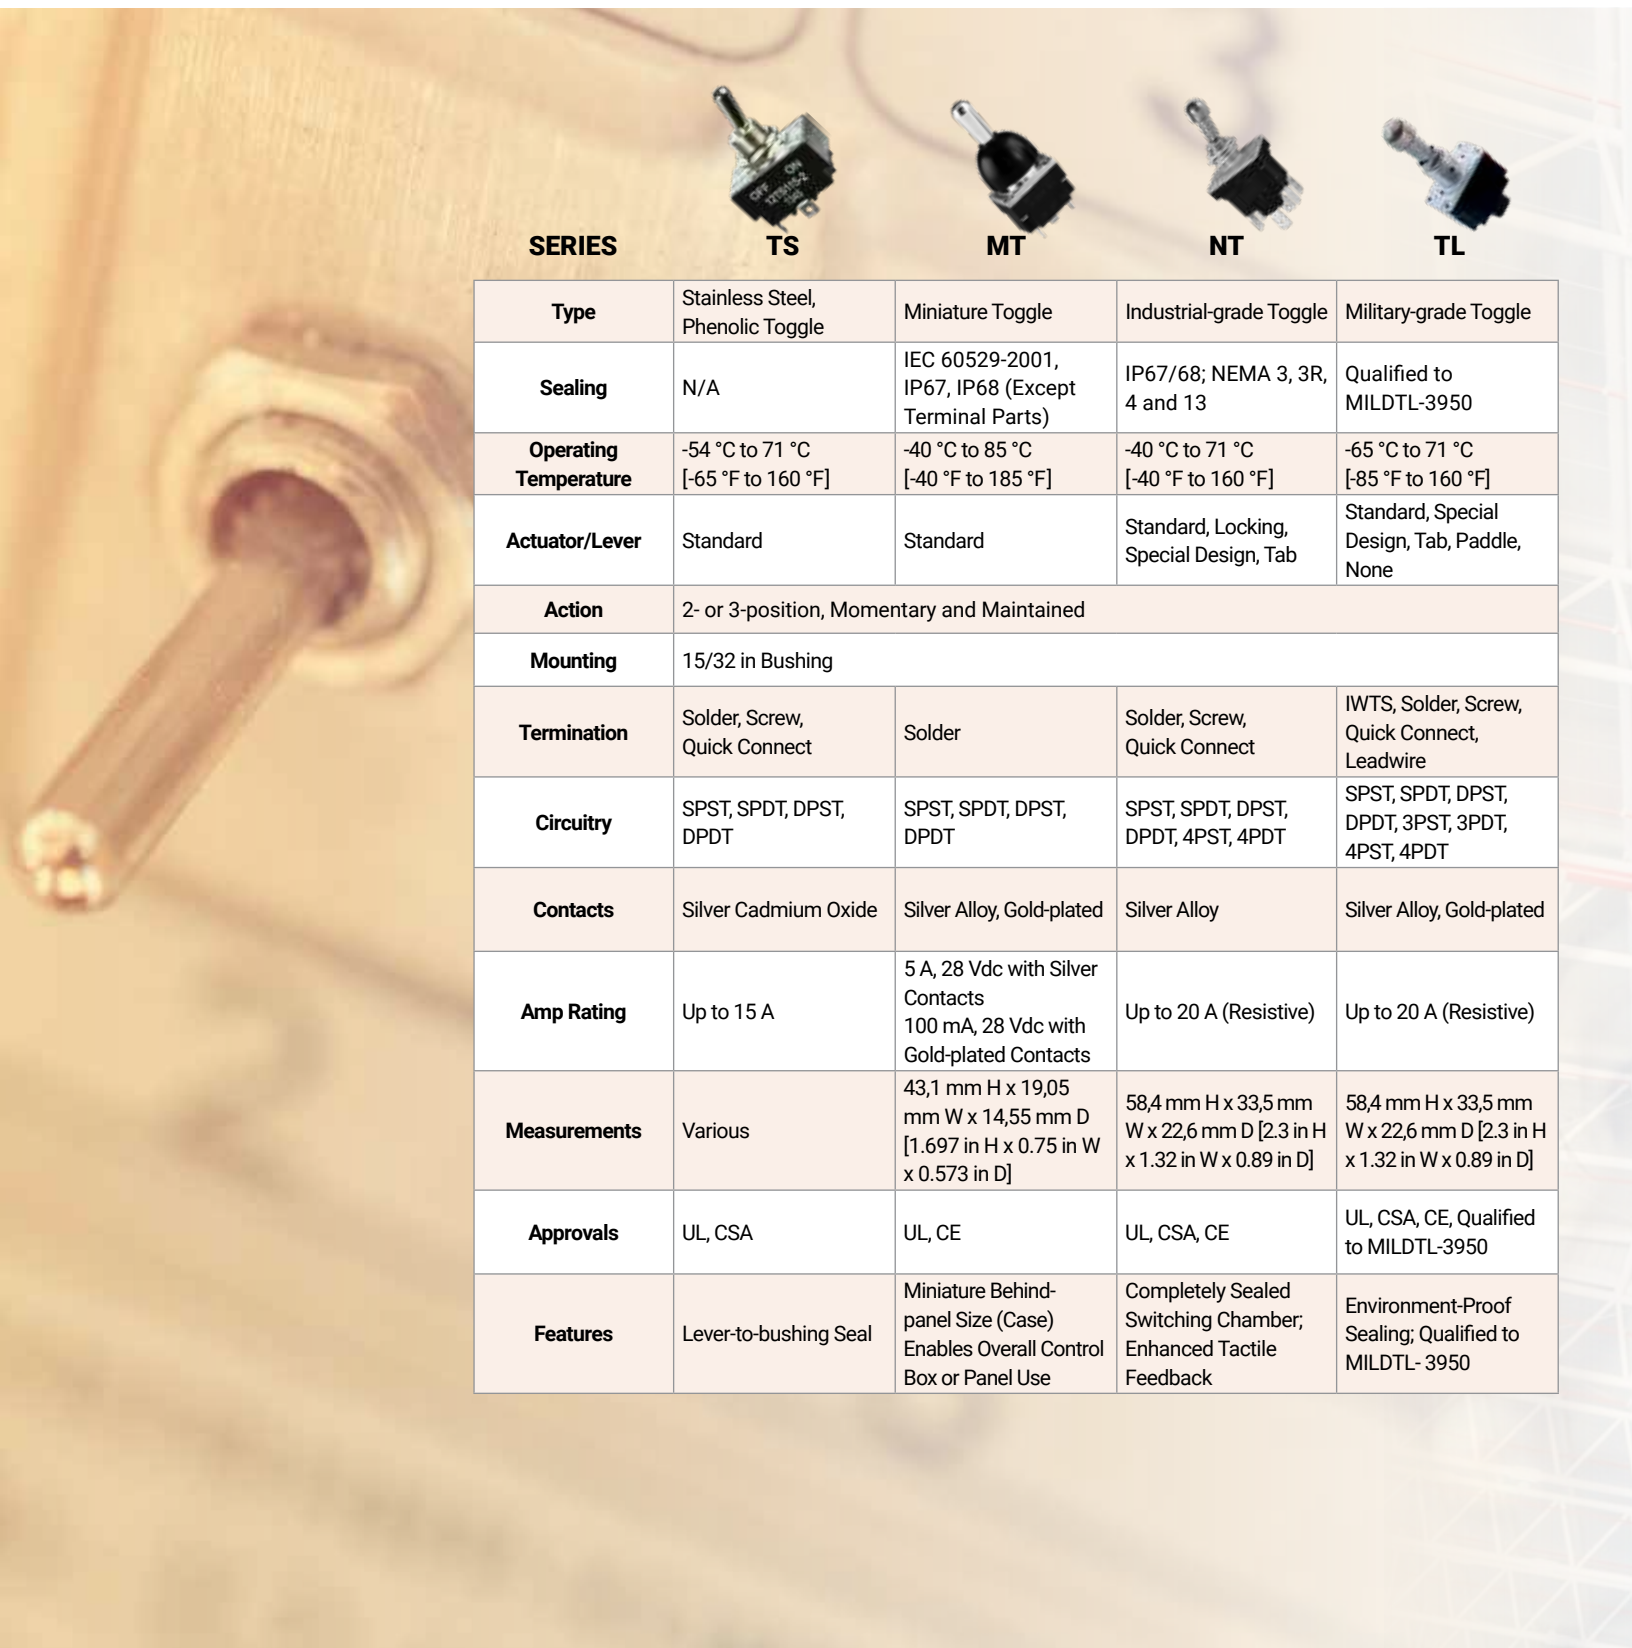 OFF ON
SERIES TS MT NT TL
Type
Stainless Steel,
Phenolic Toggle
Miniature Toggle
Industrial-grade Toggle
Military-grade Toggle
Sealing
N/A
IEC 60529-2001,
IP67, IP68 (Except
Terminal Parts)
IP67/68; NEMA 3, 3R,
4 and 13
Qualified to
MILDTL-3950
Operating
Temperature
-54 °C to 71 °C
[-65 °F to 160 °F]
-40 °C to 85 °C
[-40 °F to 185 °F]
-40 °C to 71 °C
[-40 °F to 160 °F]
-65 °C to 71 °C
[-85 °F to 160 °F]
Actuator/Lever
Standard
Standard
Standard, Locking,
Special Design, Tab
Standard, Special
Design, Tab, Paddle,
None
Action
2- or 3-position, Momentary and Maintained
Mounting
15/32 in Bushing
Termination
Solder, Screw,
Quick Connect
Solder
Solder, Screw,
Quick Connect
IWTS, Solder, Screw,
Quick Connect,
Leadwire
Circuitry
SPST, SPDT, DPST,
DPDT
SPST, SPDT, DPST,
DPDT
SPST, SPDT, DPST,
DPDT, 4PST, 4PDT
SPST, SPDT, DPST,
DPDT, 3PST, 3PDT,
4PST, 4PDT
Contacts
Silver Cadmium Oxide
Silver Alloy, Gold-plated
Silver Alloy
Silver Alloy, Gold-plated
Amp Rating
Up to 15 A
5 A, 28 Vdc with Silver
Contacts
100 mA, 28 Vdc with
Gold-plated Contacts
Up to 20 A (Resistive)
Up to 20 A (Resistive)
Measurements
Various
43,1 mm H x 19,05
mm W x 14,55 mm D
[1.697 in H x 0.75 in W
x 0.573 in D]
58,4 mm H x 33,5 mm
W x 22,6 mm D [2.3 in H
x 1.32 in W x 0.89 in D]
58,4 mm H x 33,5 mm
W x 22,6 mm D [2.3 in H
x 1.32 in W x 0.89 in D]
Approvals
UL, CSA
UL, CE
UL, CSA, CE
UL, CSA, CE, Qualified
to MILDTL-3950
Features
Lever-to-bushing Seal
Miniature Behind-
panel Size (Case)
Enables Overall Control
Box or Panel Use
Completely Sealed
Switching Chamber;
Enhanced Tactile
Feedback
Environment-Proof
Sealing; Qualified to
MILDTL- 3950